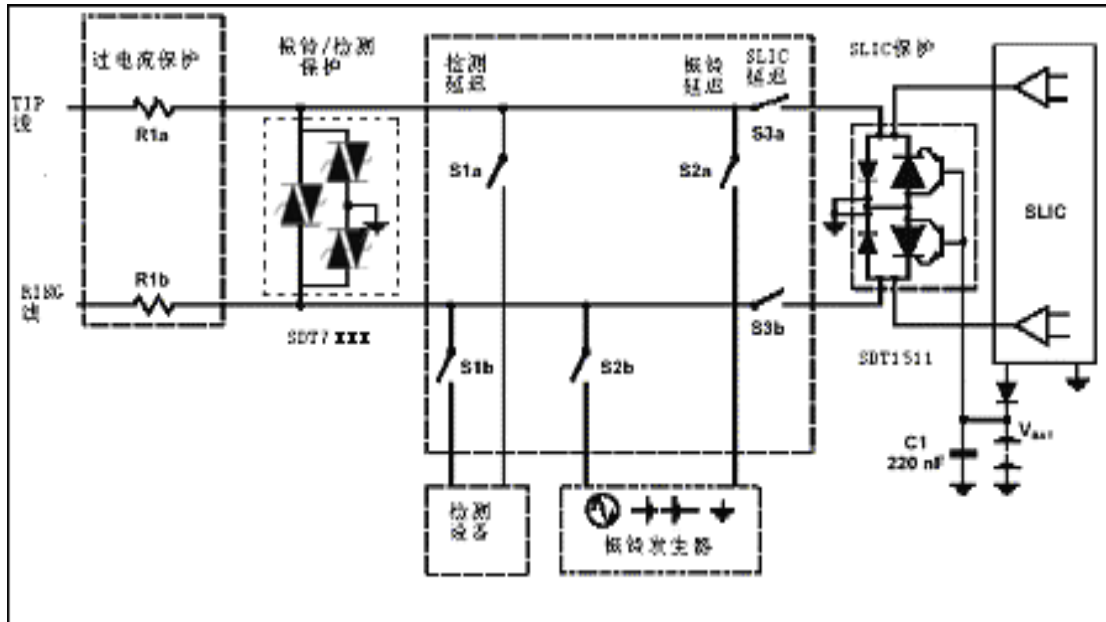 过电流保护
振铃/检测
保护
检测
延迟
振铃
延迟
SLIC
延迟
SLIC保护
TIP
线
R1a
S1a
S2a
S3a
SLIC
RING
线
R1b
SDT7XXX
S1b
S2b
S3b
SDT1511
C1
220 nF
VBAT
检测
设备
振铃发生器